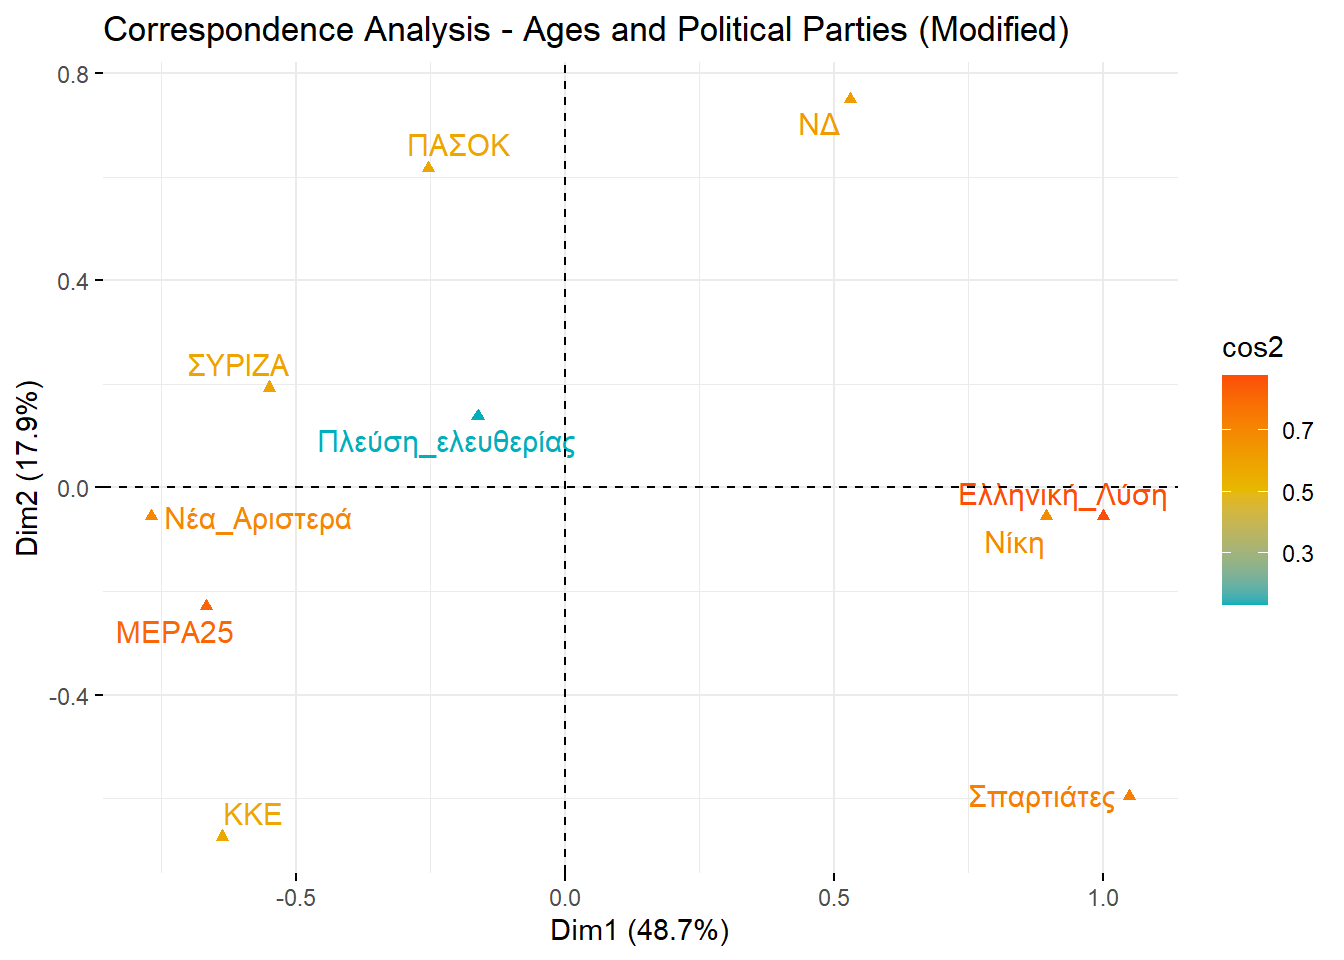 Correspondence Analysis - Ages and Political Parties (Modified)
0.8
ΝΔ
ΠΑΣΟΚ
0.4
ΣΥΡΙΖΑ
Πλεύση_ελευθερίας
0.0
Ελληνική_Λύση
Νέα_Αριστερά
Νίκη
ΜΕΡΑ25
-0.4
Σπαρτιάτες
ΚΚΕ
-0.5
0.0
0.5
1.0
Dim1 (48.7%)
Dim2 (17.9%)
cos2
0.7
0.5
0.3